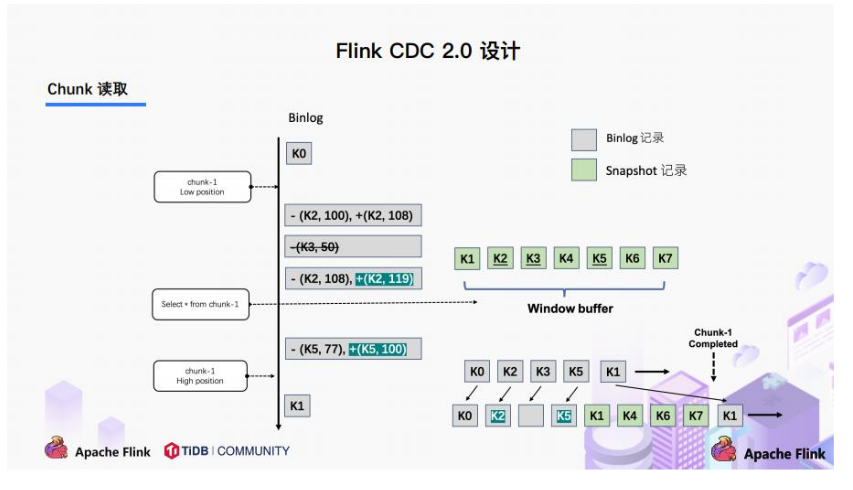 Flink CDC 2.0 设计
Chunk 读取
Binlog
K0
chunk-1
Low position
- (K2, 100), +(K2, 108)
-(K3, 50)
- (K2, 108), +(K2, 119)
Select * from chunk-1
- (K5, 77), +(K5, 100)
chunk-1
High position
K1
Binlog 记录
Snapshot 记录
K1 K2 K3 K4 K5 K6 K7
Window buffer
Chunk-1
Completed
K0 K2 K3 K5 K1
K0 K2 K5 K1 K4 K6 K7 K1
Apache Flink
TiDB | COMMUNITY
Apache Flink